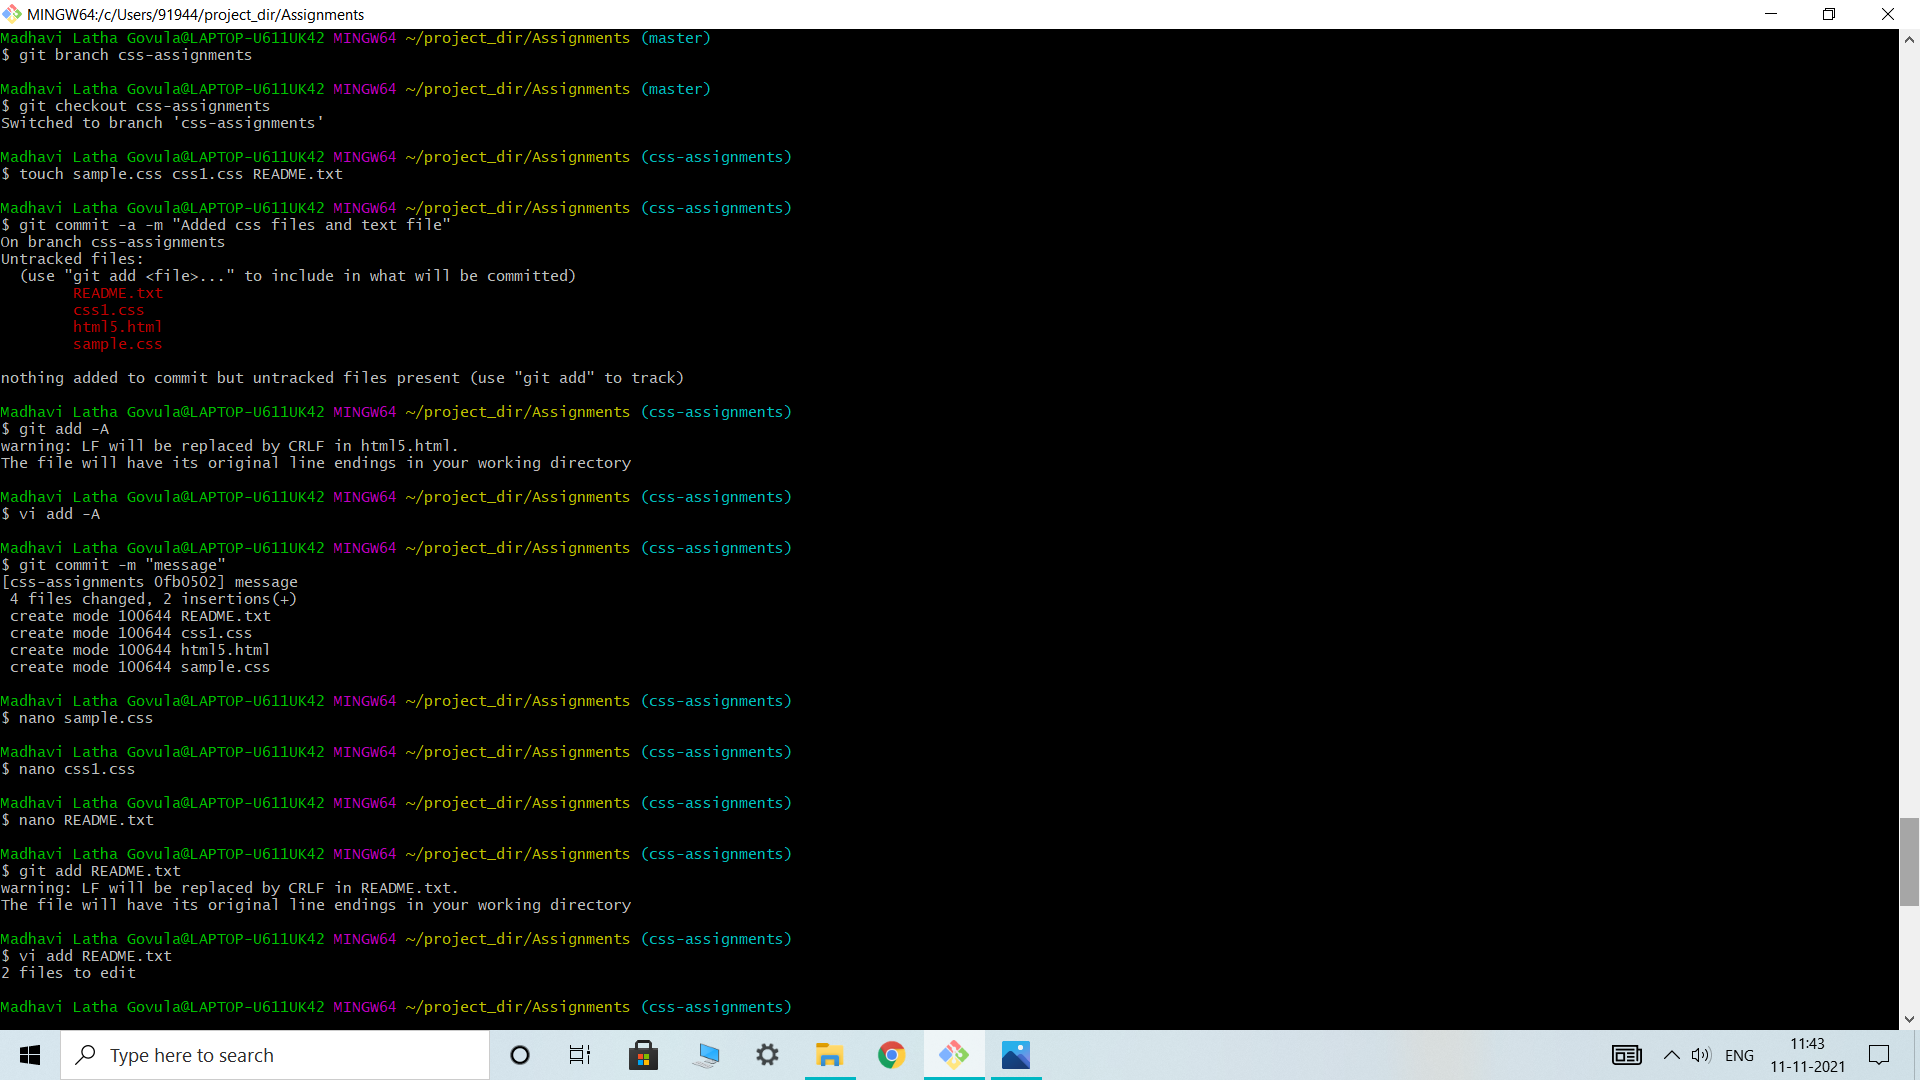 MINGW64:/c/Users/91944/project_dir/Assignments
Madhavi Latha Govula@LAPTOP-U611UK42 MINGW64 ~/project_dir/Assignments (master)
$ git branch css-assignments
Madhavi Latha Govula@LAPTOP-U611UK42 MINGW64 ~/project_dir/Assignments (master)
$ git checkout css-assignments
Switched to branch 'css-assignments'
Madhavi Latha Govula@LAPTOP-U611UK42 MINGW64 ~/project_dir/Assignments (css-assignments)
$ touch sample.css css1.css README.txt
Madhavi Latha Govula@LAPTOP-U611UK42 MINGW64 ~/project_dir/Assignments (css-assignments)
$ git commit -a -m "Added css files and text file"
On branch css-assignments
Untracked files:
  (use "git add <file>..." to include in what will be committed)
        README.txt
        css1.css
        html5.html
        sample.css
nothing added to commit but untracked files present (use "git add" to track)
Madhavi Latha Govula@LAPTOP-U611UK42 MINGW64 ~/project_dir/Assignments (css-assignments)
$ git add -A
warning: LF will be replaced by CRLF in html5.html.
The file will have its original line endings in your working directory
Madhavi Latha Govula@LAPTOP-U611UK42 MINGW64 ~/project_dir/Assignments (css-assignments)
$ vi add -A
Madhavi Latha Govula@LAPTOP-U611UK42 MINGW64 ~/project_dir/Assignments (css-assignments)
$ git commit -m "message"
[css-assignments 0fb0502] message
 4 files changed, 2 insertions(+)
 create mode 100644 README.txt
 create mode 100644 css1.css
 create mode 100644 html5.html
 create mode 100644 sample.css
Madhavi Latha Govula@LAPTOP-U611UK42 MINGW64 ~/project_dir/Assignments (css-assignments)
$ nano sample.css
Madhavi Latha Govula@LAPTOP-U611UK42 MINGW64 ~/project_dir/Assignments (css-assignments)
$ nano css1.css
Madhavi Latha Govula@LAPTOP-U611UK42 MINGW64 ~/project_dir/Assignments (css-assignments)
$ nano README.txt
Madhavi Latha Govula@LAPTOP-U611UK42 MINGW64 ~/project_dir/Assignments (css-assignments)
$ git add README.txt
warning: LF will be replaced by CRLF in README.txt.
The file will have its original line endings in your working directory
Madhavi Latha Govula@LAPTOP-U611UK42 MINGW64 ~/project_dir/Assignments (css-assignments)
$ vi add README.txt
2 files to edit
Madhavi Latha Govula@LAPTOP-U611UK42 MINGW64 ~/project_dir/Assignments (css-assignments)
Type here to search
ENG
11:43
11-11-2021